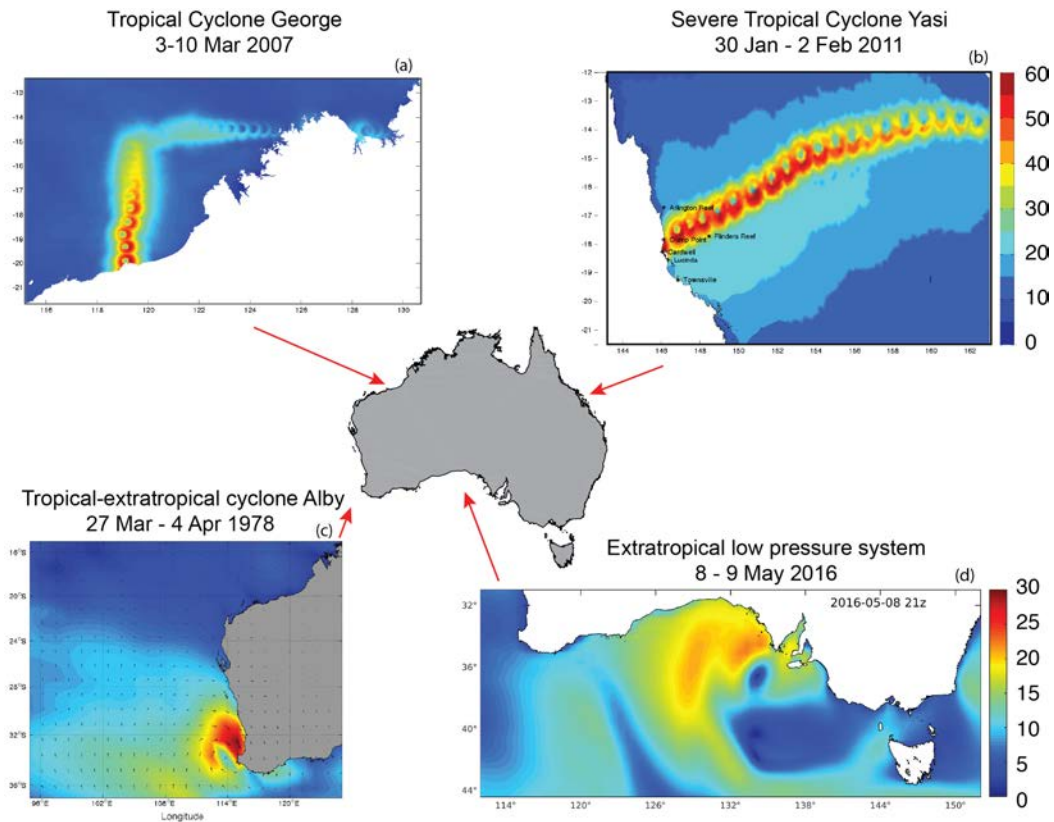 Tropical Cyclone George
3-10 Mar 2007
(a)
-13
-14
-15
-16
-17
-18
-19
-20
-21
116 118 120 122 124 126 128 130
Severe Tropical Cyclone Yasi
30 Jan - 2 Feb 2011
(b)
-12
-13
-14
-15
-16
-17
-18
-19
-20
-21
Arlington Reef
Flinders Reef
Clump Point
Cardwell
Lucinda
Townsville
144 146 148 150 152 154 156 158 160 162
60
50
40
30
20
10
0
Tropical-extratropical cyclone Alby
27 Mar - 4 Apr 1978
(c)
16°S
20°S
24°S
28°S
32°S
36°S
96°E 102°E 108°E 114°E 120°E
Longitude
Extratropical low pressure system
8 - 9 May 2016
(d)
2016-05-08 21z
32°
36°
40°
44°
114° 120° 126° 132° 138° 144° 150°
30
25
20
15
10
5
0